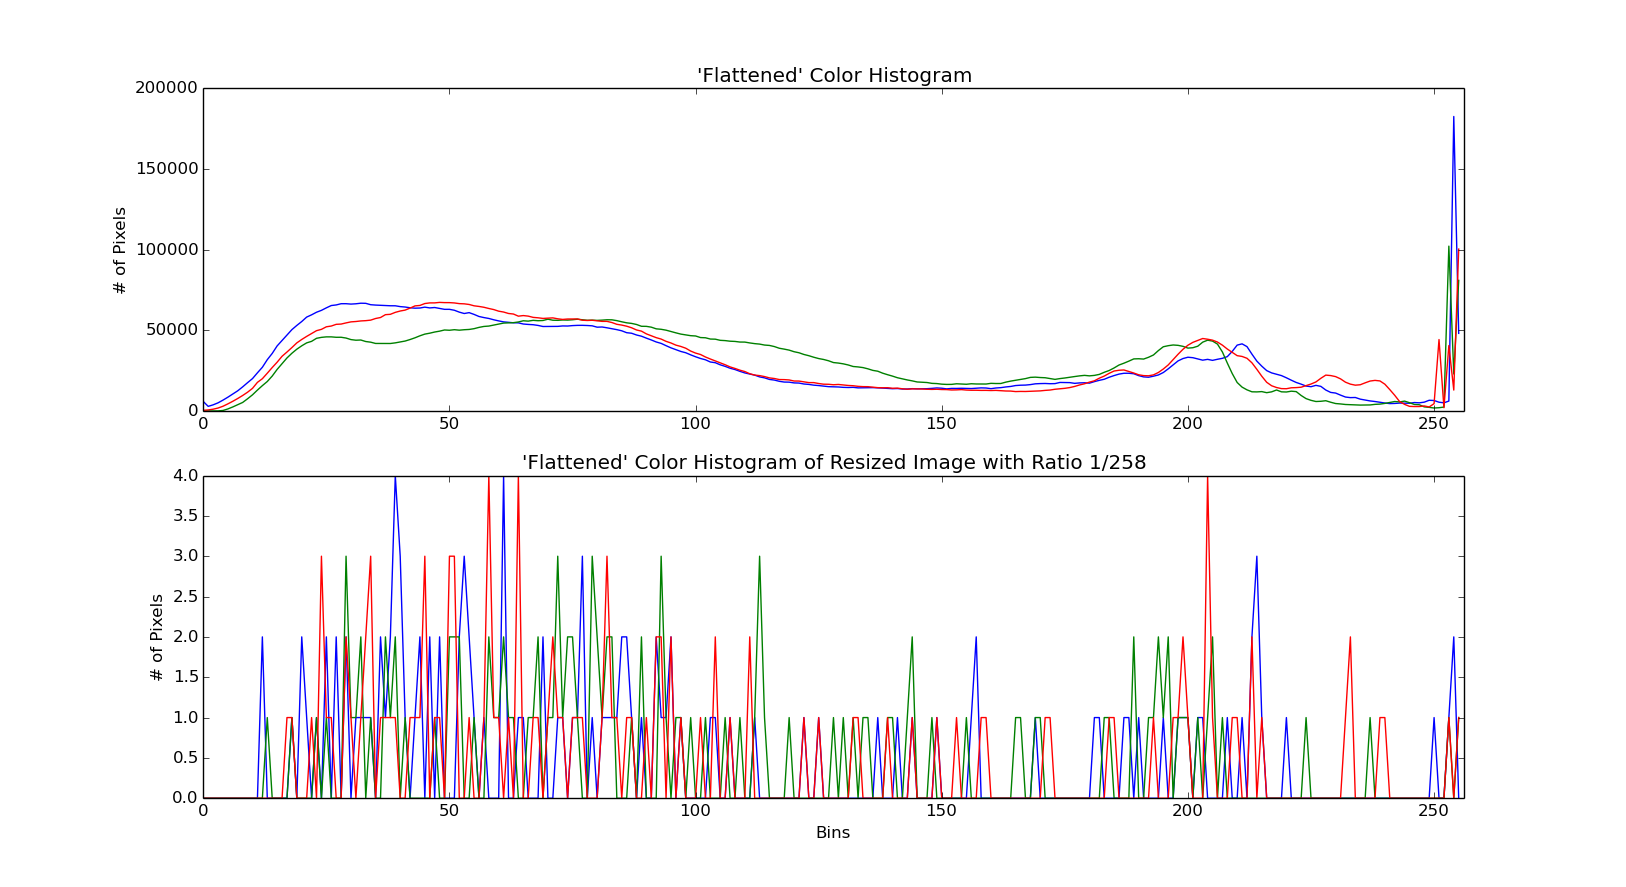 'Flattened' Color Histogram
200000
150000
100000
50000
0
# of Pixels
0 50 100 150 200 250
'Flattened' Color Histogram of Resized Image with Ratio 1/258
4.0
3.5
3.0
2.5
2.0
1.5
1.0
0.5
0.0
# of Pixels
0 50 100 150 200 250
Bins